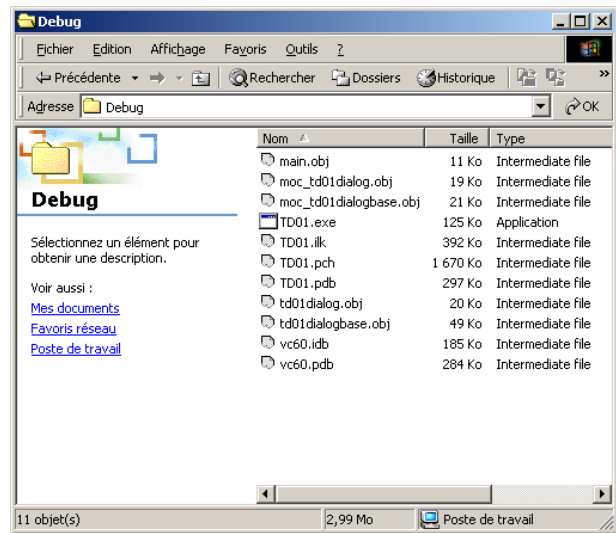 Debug
Fichier Edition Affichage Favoris Outils ?
Précédente Rechercher Dossiers Historique »
Adresse Debug OK
Nom Taille Type
Debug
Sélectionnez un élément pour
obtenir une description.
Voir aussi :
Mes documents
Favoris réseau
Poste de travail
main.obj 11 Ko Intermediate file
moc_td01dialog.obj 19 Ko Intermediate file
moc_td01dialogbase.obj 21 Ko Intermediate file
TD01.exe 125 Ko Application
TD01.ilk 392 Ko Intermediate file
TD01.pch 1 670 Ko Intermediate file
TD01.pdb 297 Ko Intermediate file
td01dialog.obj 20 Ko Intermediate file
td01dialogbase.obj 49 Ko Intermediate file
vc60.idb 185 Ko Intermediate file
vc60.pdb 284 Ko Intermediate file
11 objet(s) 2,99 Mo Poste de travail